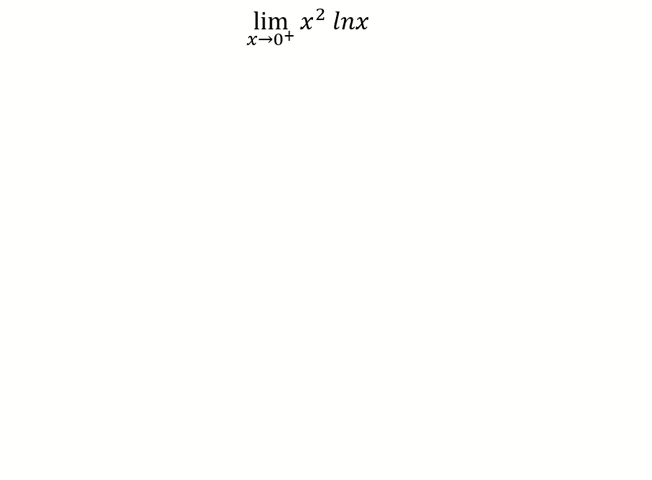 lim x² lnx
x→0⁺